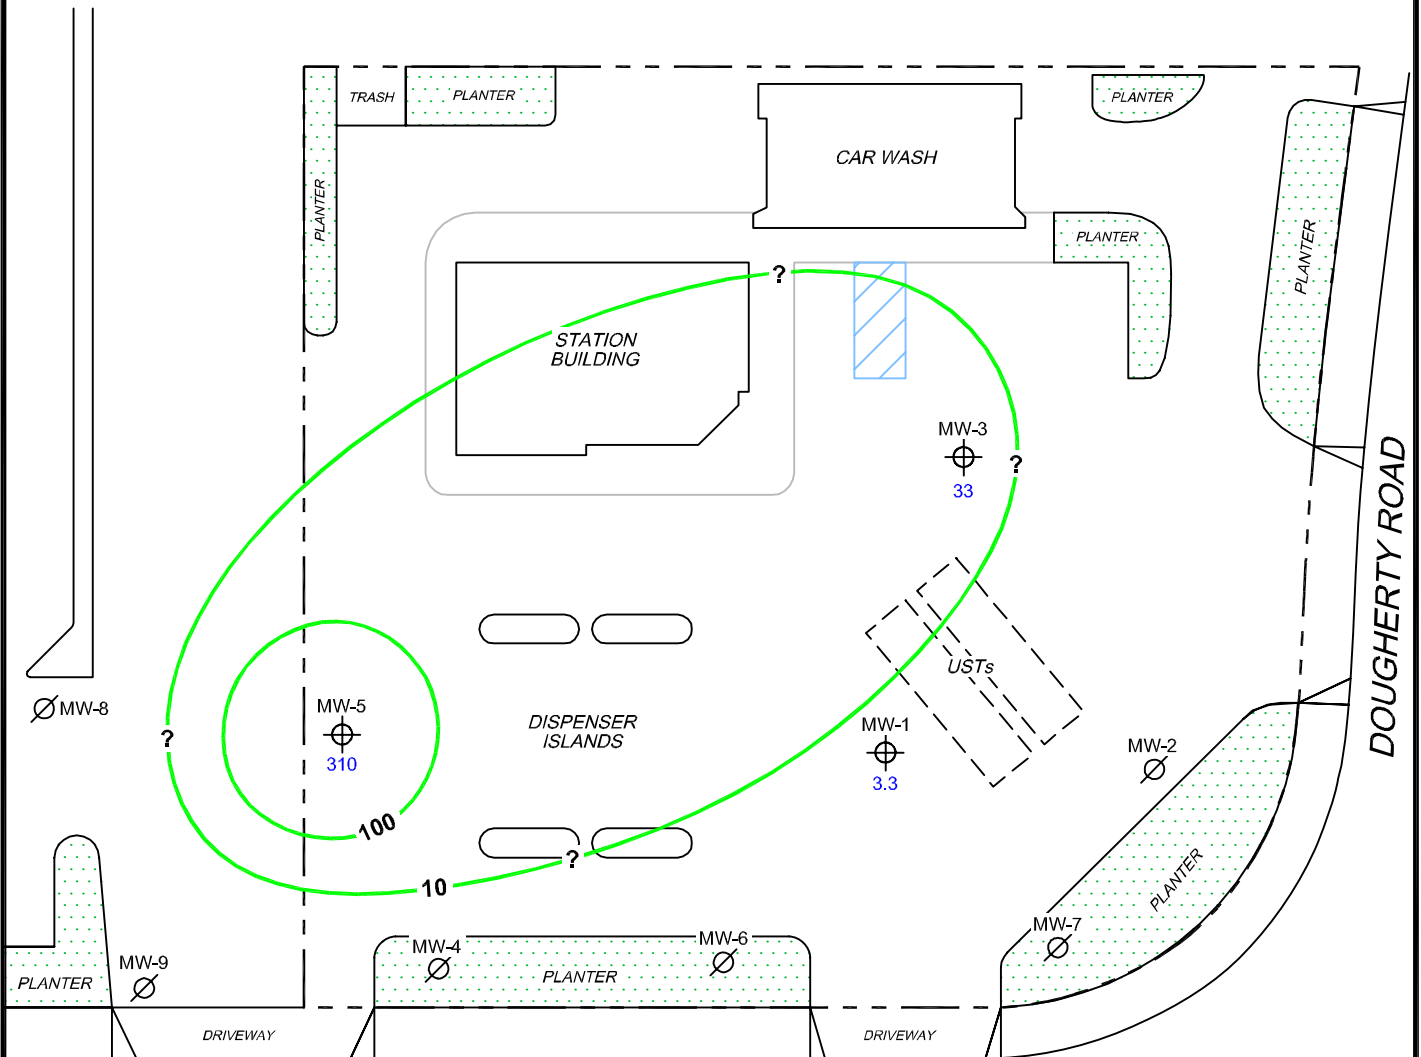 TRASH
PLANTER
PLANTER
PLANTER
CAR WASH
PLANTER
PLANTER
PLANTER
?
STATION
BUILDING
MW-3
33
?
DOUGHERTY ROAD
USTs
MW-8
MW-5
310
?
DISPENSER
ISLANDS
MW-1
3.3
MW-2
100
?
10
PLANTER
MW-7
MW-4
MW-6
MW-9
PLANTER
PLANTER
DRIVEWAY
DRIVEWAY